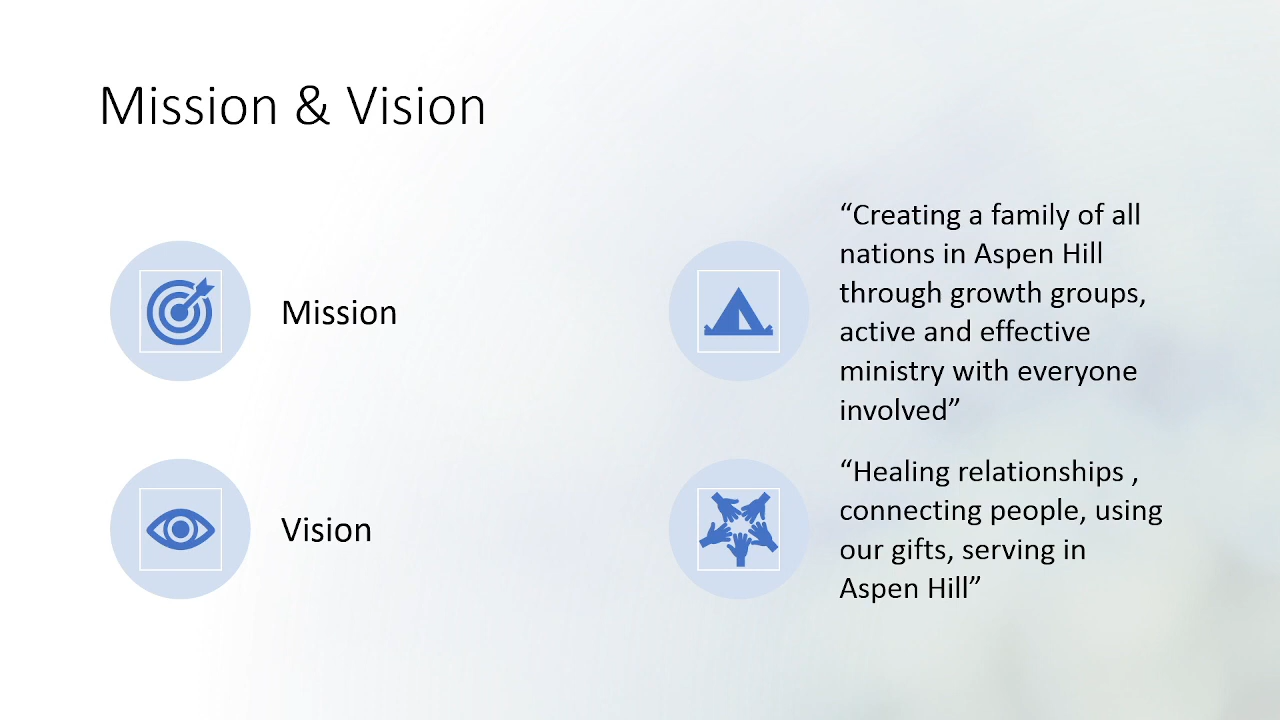 Mission & Vision
Mission
“Creating a family of all
nations in Aspen Hill
through growth groups,
active and effective
ministry with everyone
involved”
Vision
“Healing relationships ,
connecting people, using
our gifts, serving in
Aspen Hill”